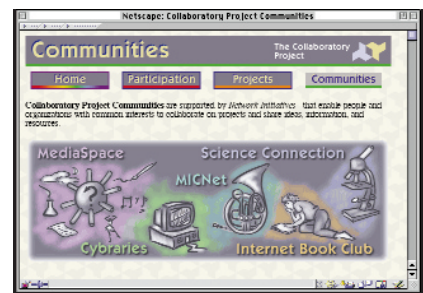 Netscape: Collaboratory Project Communities
Communities
The Collaboratory
Project
Home Participation Projects Communities
Collaboratory Project Communities are supported by Network Initiatives that enable people and
organizations with common interests to collaborate on projects and share ideas, information, and
resources.
MediaSpace Science Connection
MICNet
Cybraries Internet Book Club